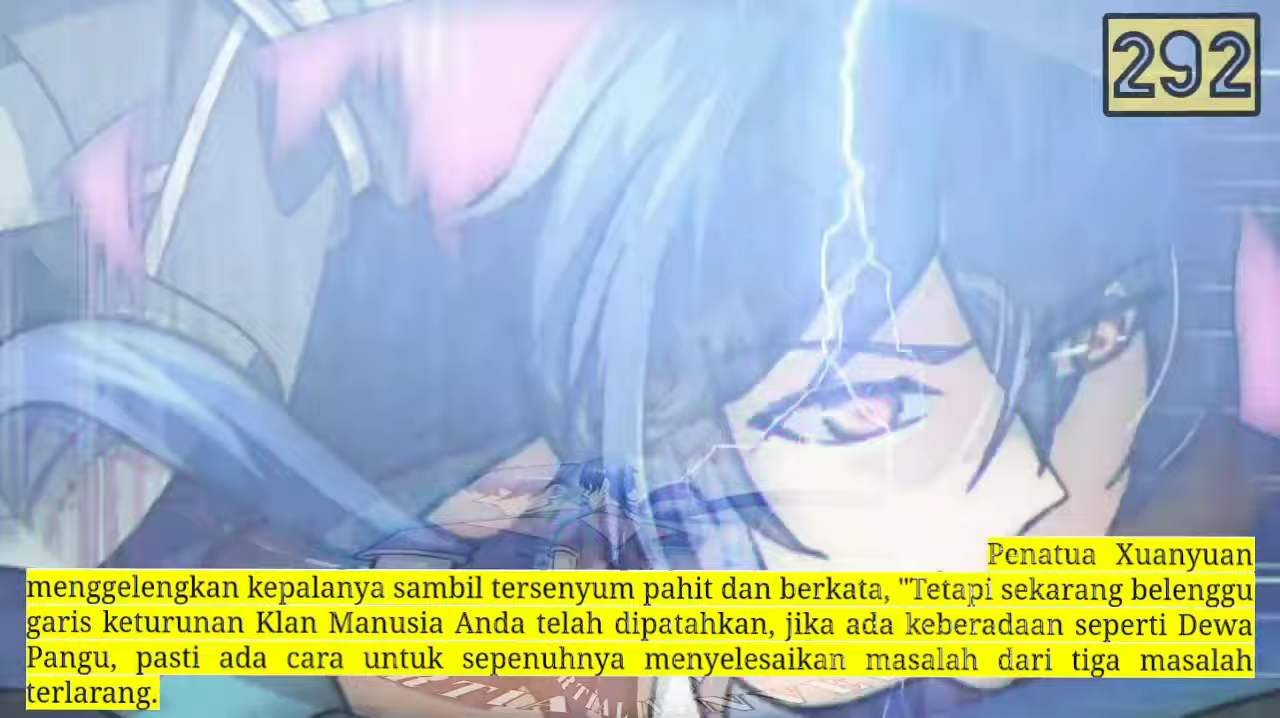 292
Penatua Xuanyuan
menggelengkan kepalanya sambil tersenyum pahit dan berkata, "Tetapi sekarang belenggu
garis keturunan Klan Manusia Anda telah dipatahkan, jika ada keberadaan seperti Dewa
Pangu, pasti ada cara untuk sepenuhnya menyelesaikan masalah dari tiga masalah
terlarang.